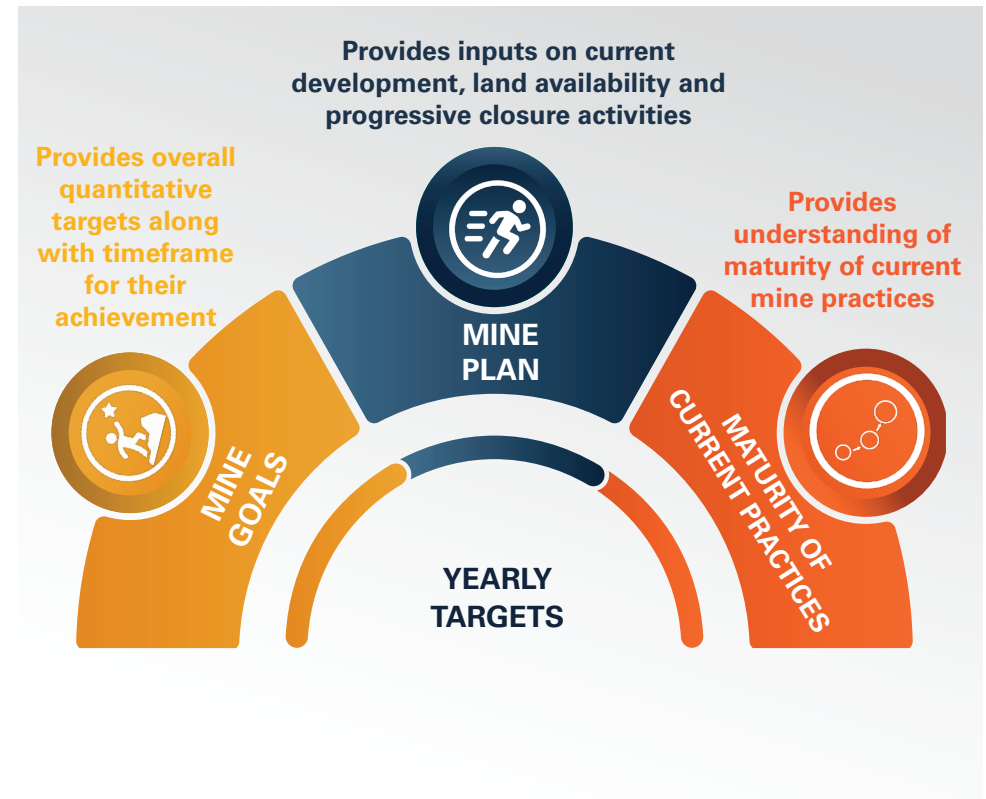 Provides inputs on current
development, land availability and
progressive closure activities
Provides overall
quantitative
targets along
with timeframe
for their
achievement
Provides
understanding of
maturity of current
mine practices
MINE
PLAN
MINE
GOALS
MATURITY OF
CURRENT PRACTICES
YEARLY
TARGETS